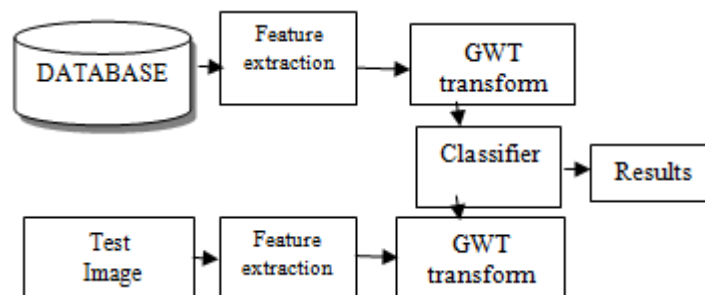 DATABASE
Feature
extraction
GWT
transform
Classifier
Results
Test
Image
Feature
extraction
GWT
transform